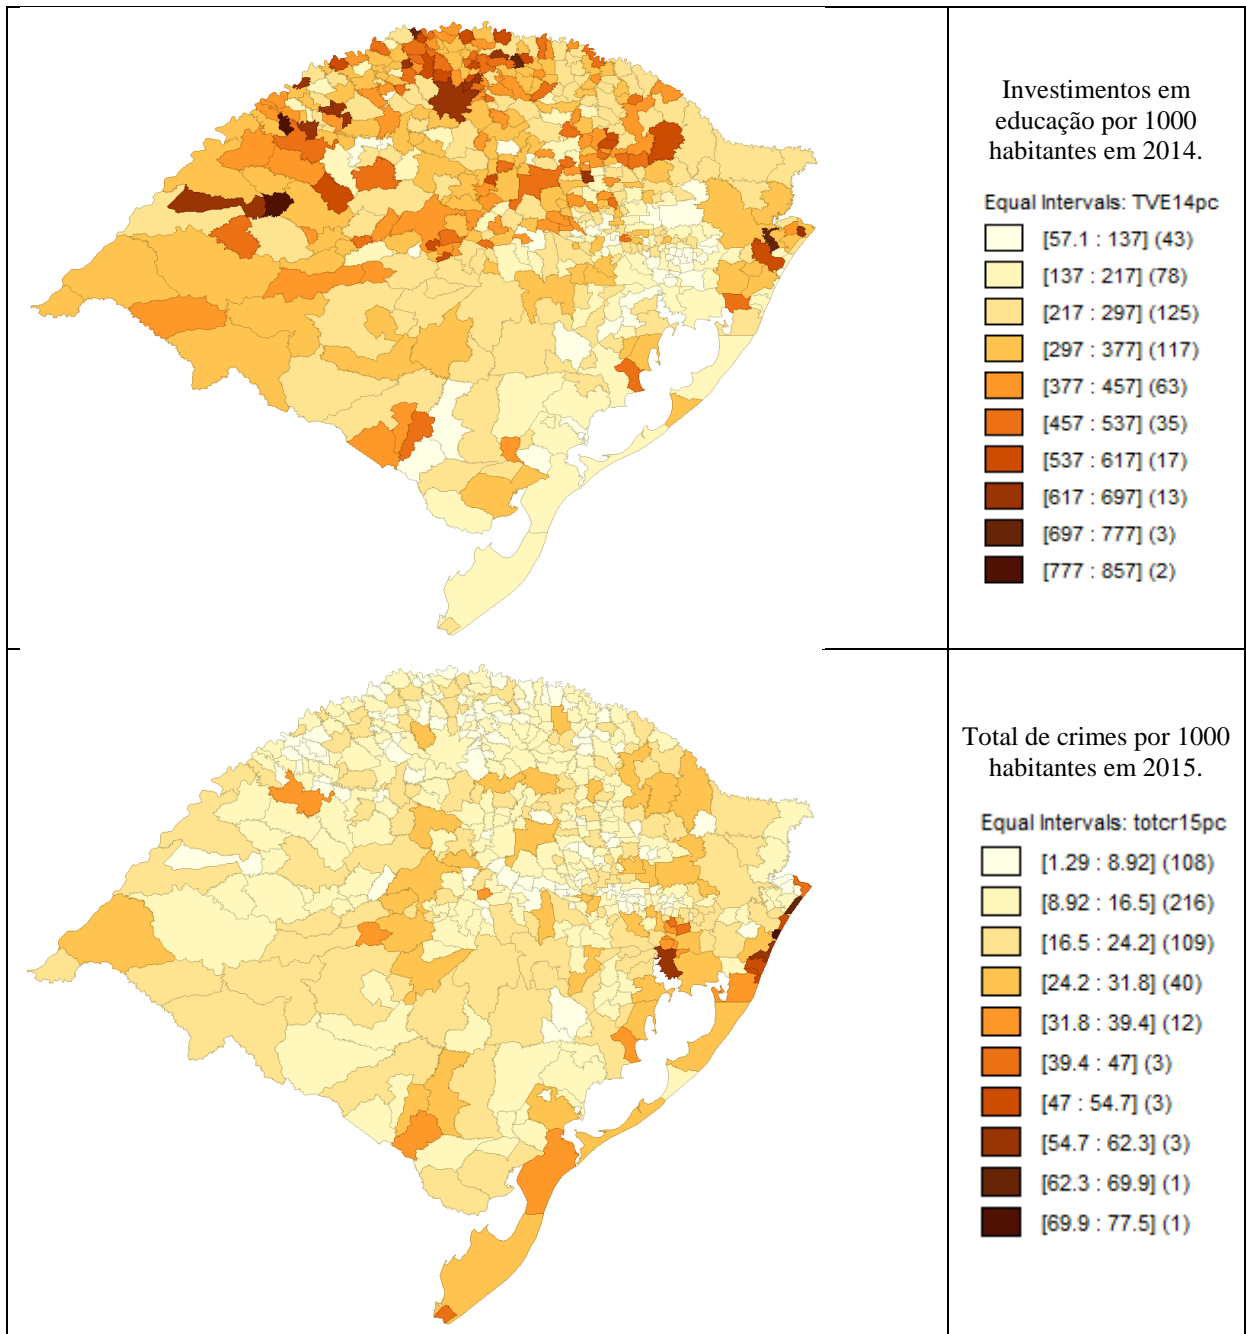 Investimentos em
educação por 1000
habitantes em 2014.
Equal Intervals: TVE14pc
[57.1 : 137] (43)
[137 : 217] (78)
[217 : 297] (125)
[297 : 377] (117)
[377 : 457] (63)
[457 : 537] (35)
[537 : 617] (17)
[617 : 697] (13)
[697 : 777] (3)
[777 : 857] (2)
Total de crimes por 1000
habitantes em 2015.
Equal Intervals: totcr15pc
[1.29 : 8.92] (108)
[8.92 : 16.5] (216)
[16.5 : 24.2] (109)
[24.2 : 31.8] (40)
[31.8 : 39.4] (12)
[39.4 : 47] (3)
[47 : 54.7] (3)
[54.7 : 62.3] (3)
[62.3 : 69.9] (1)
[69.9 : 77.5] (1)